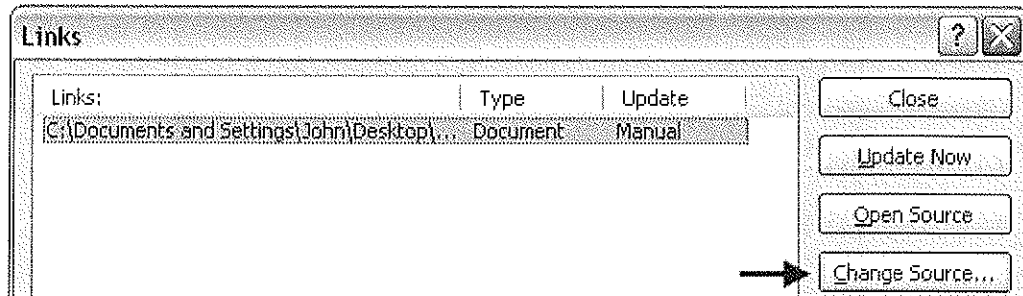 Links
?
Links: Type Update
C:\Documents and Settings\John\Desktop\... Document Manual
Close
Update Now
Open Source
Change Source...